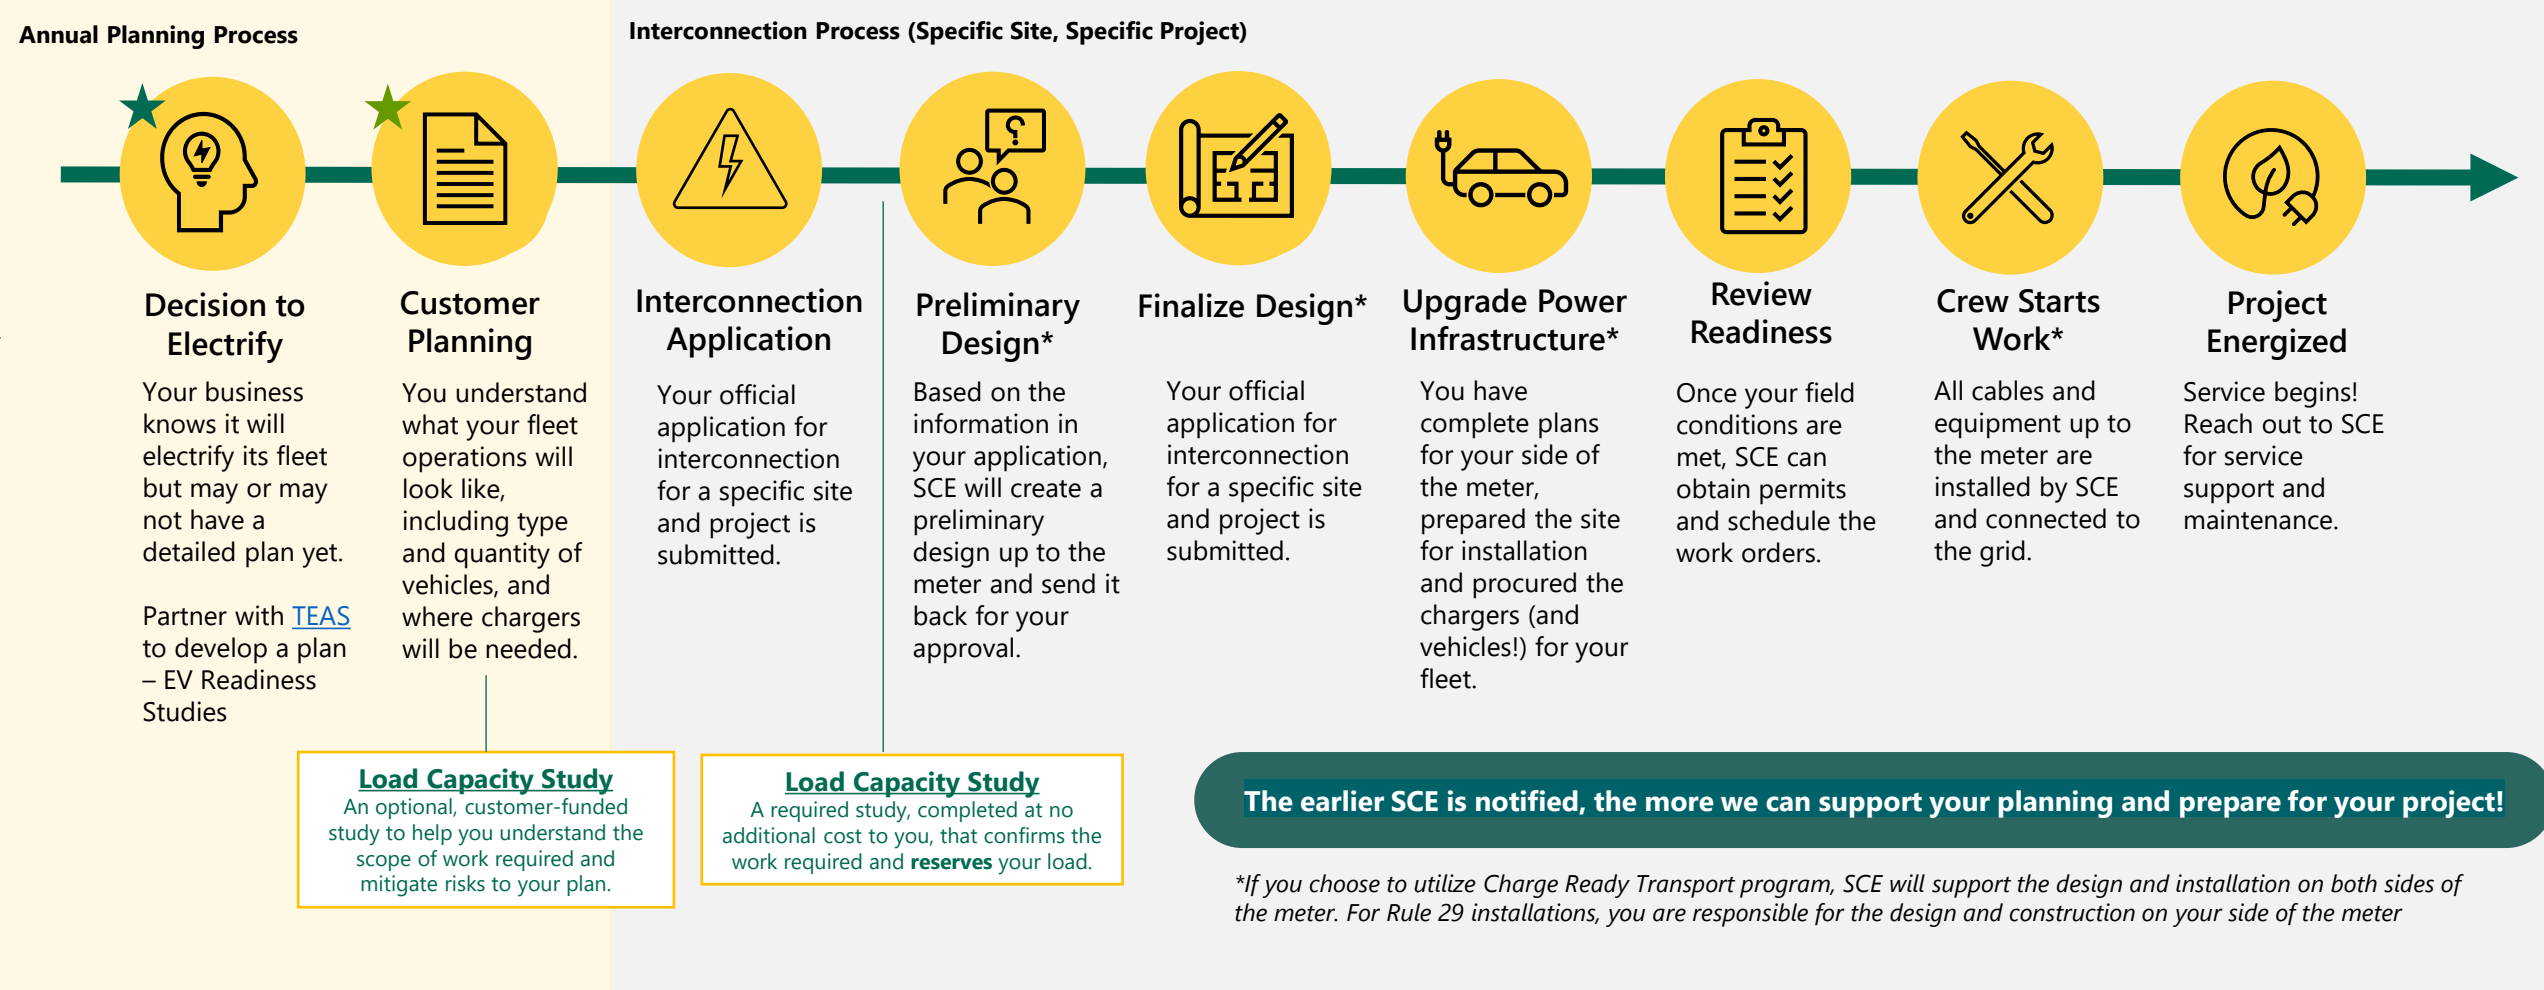 Annual Planning Process
Interconnection Process (Specific Site, Specific Project)
Decision to
Electrify
Your business
knows it will
electrify its fleet
but may or may
not have a
detailed plan yet.
Partner with TEAS
to develop a plan
– EV Readiness
Studies
Customer
Planning
You understand
what your fleet
operations will
look like,
including type
and quantity of
vehicles, and
where chargers
will be needed.
Load Capacity Study
An optional, customer-funded
study to help you understand the
scope of work required and
mitigate risks to your plan.
Interconnection
Application
Your official
application for
interconnection
for a specific site
and project is
submitted.
Load Capacity Study
A required study, completed at no
additional cost to you, that confirms the
work required and reserves your load.
Preliminary
Design*
Based on the
information in
your application,
SCE will create a
preliminary
design up to the
meter and send it
back for your
approval.
Finalize Design*
Your official
application for
interconnection
for a specific site
and project is
submitted.
Upgrade Power
Infrastructure*
You have
complete plans
for your side of
the meter,
prepared the site
for installation
and procured the
chargers (and
vehicles!) for your
fleet.
Review
Readiness
Once your field
conditions are
met, SCE can
obtain permits
and schedule the
work orders.
Crew Starts
Work*
All cables and
equipment up to
the meter are
installed by SCE
and connected to
the grid.
Project
Energized
Service begins!
Reach out to SCE
for service
support and
maintenance.
The earlier SCE is notified, the more we can support your planning and prepare for your project!
*If you choose to utilize Charge Ready Transport program, SCE will support the design and installation on both sides of
the meter. For Rule 29 installations, you are responsible for the design and construction on your side of the meter